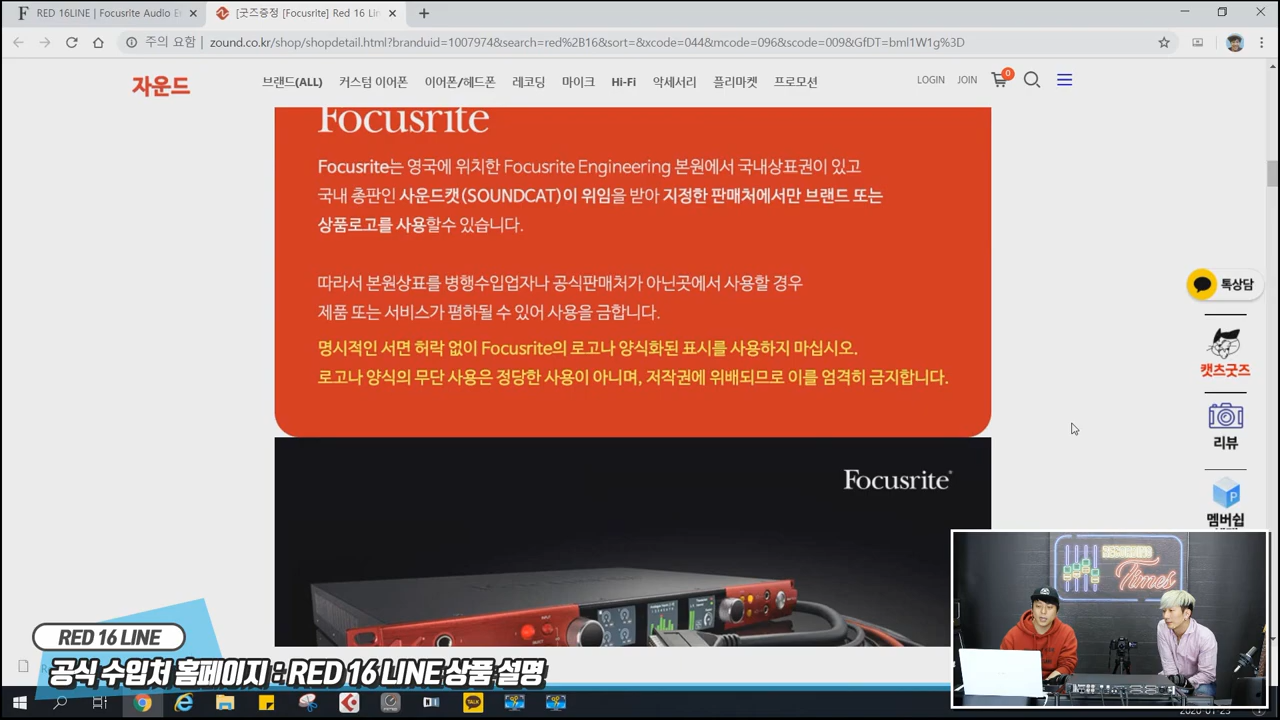 RED 16LINE | Focusrite Audio E
[굿즈증정 [Focusrite] Red 16 Lin
주의 요함
zound.co.kr/shop/shopdetail.html?branduid=1007974&search=red%2B16&sort=&xcode=044&mcode=096&scode=009&GfDT=bml1W1g%3D
자운드
브랜드(ALL) 커스텀 이어폰 이어폰/헤드폰 레코딩 마이크 Hi-Fi 악세서리 플리마켓 프로모션
LOGIN JOIN 0
Focusrite
Focusrite는 영국에 위치한 Focusrite Engineering 본원에서 국내상표권이 있고
국내 총판인 사운드캣(SOUNDCAT)이 위임을 받아 지정한 판매처에서만 브랜드 또는
상품로고를 사용할수 있습니다.
따라서 본원상표를 병행수입업자나 공식판매처가 아닌곳에서 사용할 경우
제품 또는 서비스가 폄하될 수 있어 사용을 금합니다.
명시적인 서면 허락 없이 Focusrite의 로고나 양식화된 표시를 사용하지 마십시오.
로고나 양식의 무단 사용은 정당한 사용이 아니며, 저작권에 위배되므로 이를 엄격히 금지합니다.
톡상담
캣츠굿즈
리뷰
P
멤버쉽
Focusrite
Times
RED 16 LINE
공식 수입처 홈페이지 : RED 16 LINE 상품 설명
TALK